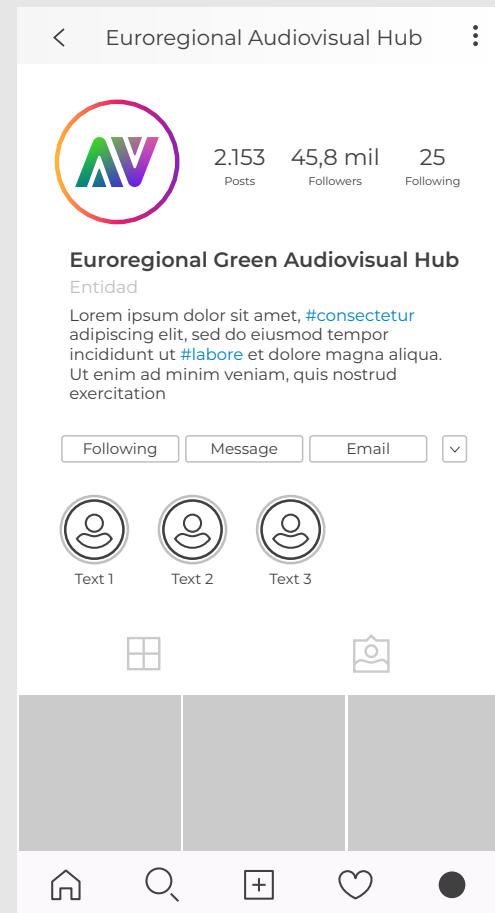 Euroregional Audiovisual Hub
AV
2.153 45,8 mil 25
Posts Followers Following
Euroregional Green Audiovisual Hub
Entidad
Lorem ipsum dolor sit amet, #consectetur
adipiscing elit, sed do eiusmod tempor
incididunt ut #labore et dolore magna aliqua.
Ut enim ad minim veniam, quis nostrud
exercitation
Following Message Email
Text 1 Text 2 Text 3